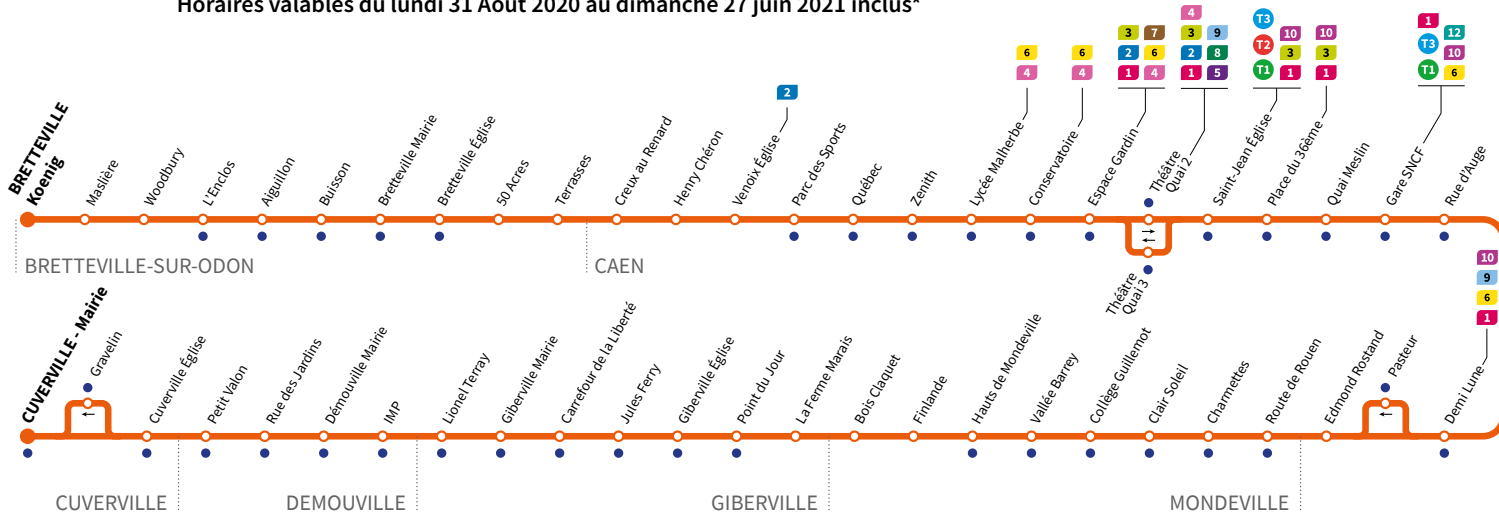 Horaires valables du lundi 31 Août 2020 au dimanche 27 juin 2021 inclus*
BRETTEVILLE
Koenig
Maslière
Woodbury
L'Enclos
Aiguillon
Buisson
Bretteville Mairie
Bretteville Église
50 Acres
Terrasses
Creux au Renard
Henry Chéron
Venoix Église
2
Parc des Sports
Québec
Zenith
Lycée Malherbe
6
4
Conservatoire
6
4
Espace Gardin
3 7
2 6
1 4
Théâtre
Quai 2
4
3 9
2 8
1 5
Saint-Jean Église
T3
T2 10
3
T1 1
Place du 36ème
10
3
1
Quai Meslin
Gare SNCF
1
T3 12
10
T1 6
Rue d'Auge
Théâtre
Quai 3
BRETTEVILLE-SUR-ODON
CAEN
10
9
6
1
CUVERVILLE - Mairie
Gravelin
Cuverville Église
Petit Valon
Rue des Jardins
Démouville Mairie
IMP
Lionel Terray
Giberville Mairie
Carrefour de la Liberté
Jules Ferry
Giberville Église
Point du Jour
La Ferme Marais
Bois Claquet
Finlande
Hauts de Mondeville
Vallée Barrey
Collège Guillemot
Clair Soleil
Charmettes
Route de Rouen
Edmond Rostand
Pasteur
Demi Lune
CUVERVILLE
DEMOUVILLE
GIBERVILLE
MONDEVILLE